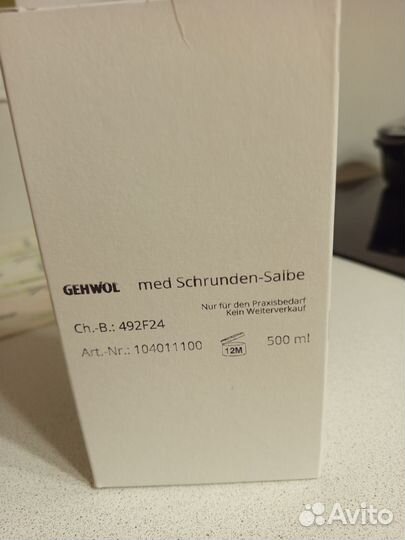 GEHWOL med Schrunden-Salbe
Nur für den Praxisbedarf
Kein Weiterverkauf
Ch.-B.: 492F24
Art.-Nr.: 104011100 12M 500 ml
Avito